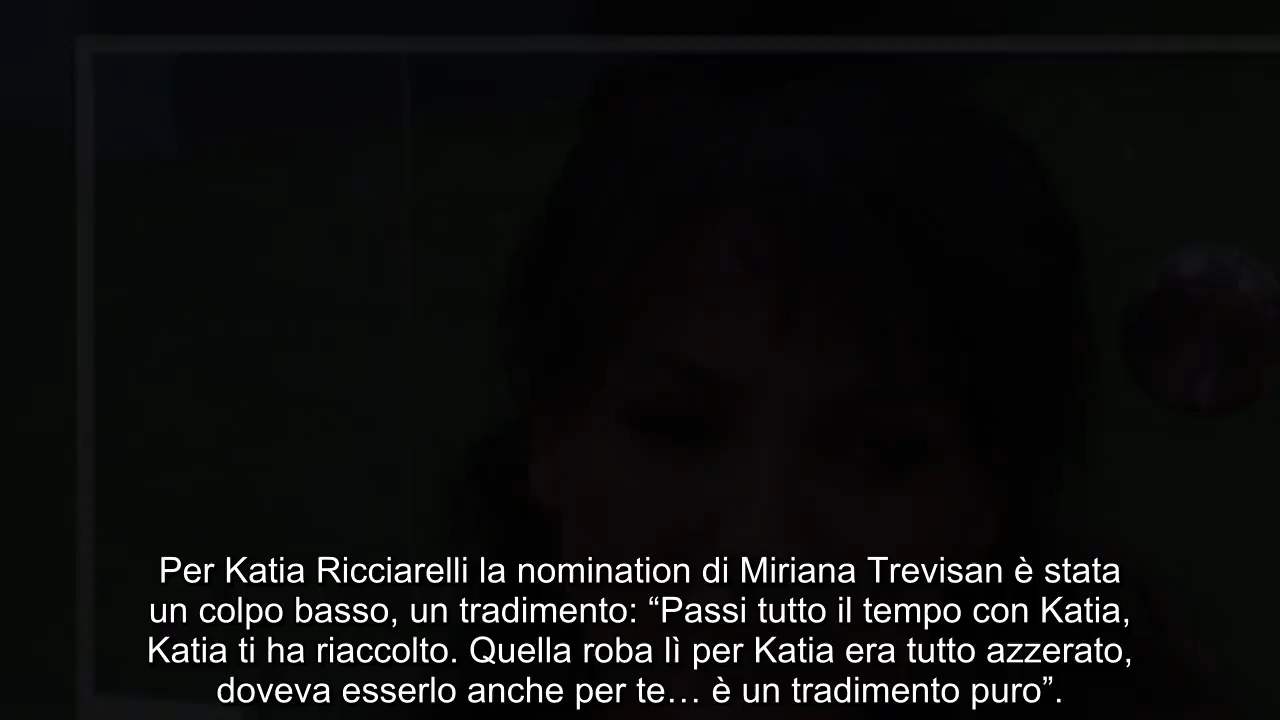 Per Katia Ricciarelli la nomination di Miriana Trevisan è stata
un colpo basso, un tradimento: “Passi tutto il tempo con Katia,
Katia ti ha riaccolto. Quella roba lì per Katia era tutto azzerato,
doveva esserlo anche per te… è un tradimento puro”.